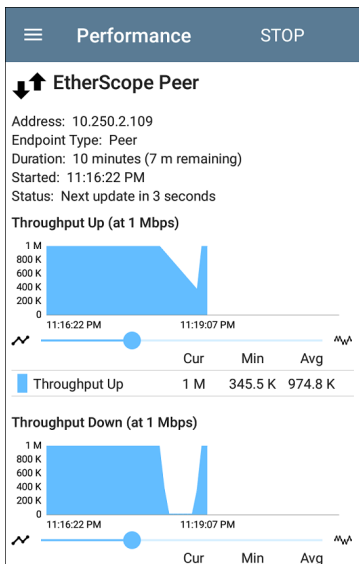 Performance STOP
EtherScope Peer
Address: 10.250.2.109
Endpoint Type: Peer
Duration: 10 minutes (7 m remaining)
Started: 11:16:22 PM
Status: Next update in 3 seconds
Throughput Up (at 1 Mbps)
1 M
800 K
600 K
400 K
200 K
0
11:16:22 PM 11:19:07 PM
Cur Min Avg
Throughput Up 1 M 345.5 K 974.8 K
Throughput Down (at 1 Mbps)
1 M
800 K
600 K
400 K
200 K
0
11:16:22 PM 11:19:07 PM
Cur Min Avg